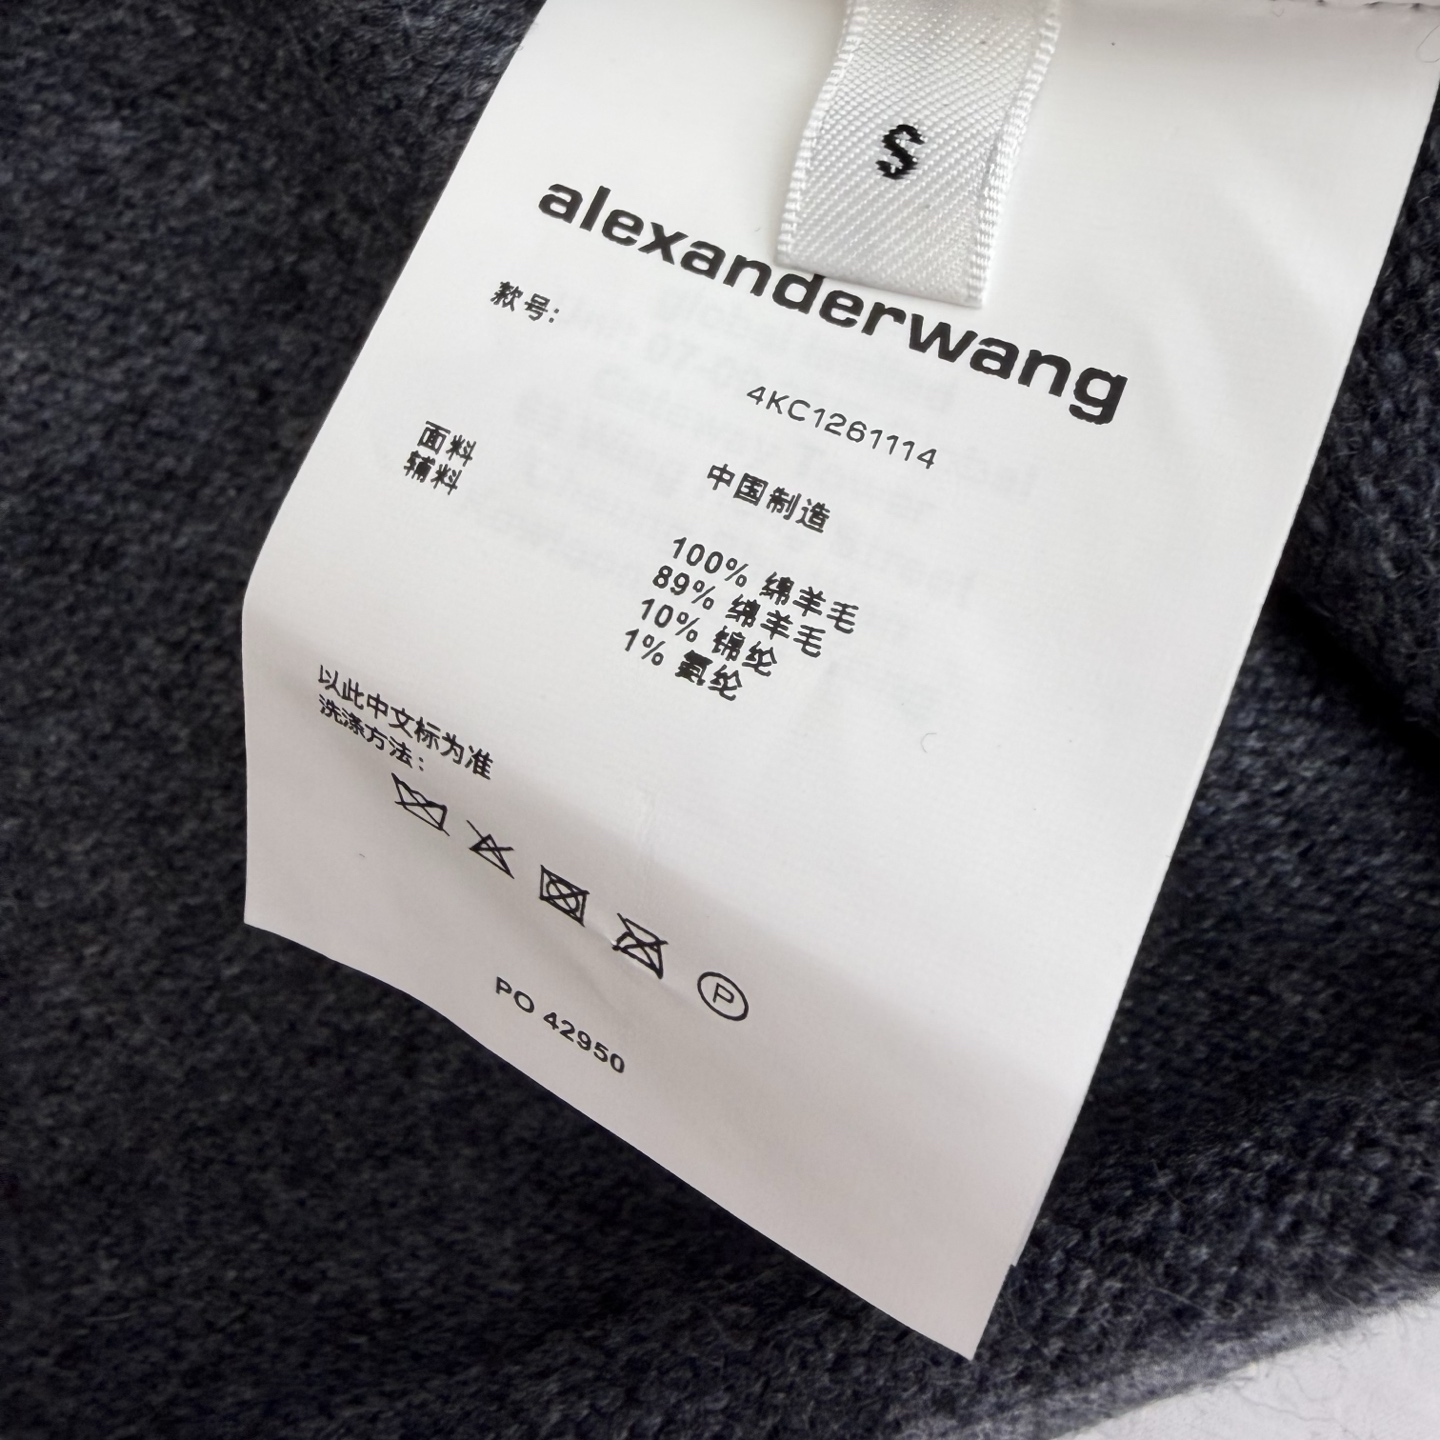 S
alexanderwang
款号:
4KC1261114
中国制造
面料
100% 绵羊毛
辅料
89% 绵羊毛
10% 锦纶
1% 氨纶
以此中文标为准
洗涤方法:
P
PO 42950